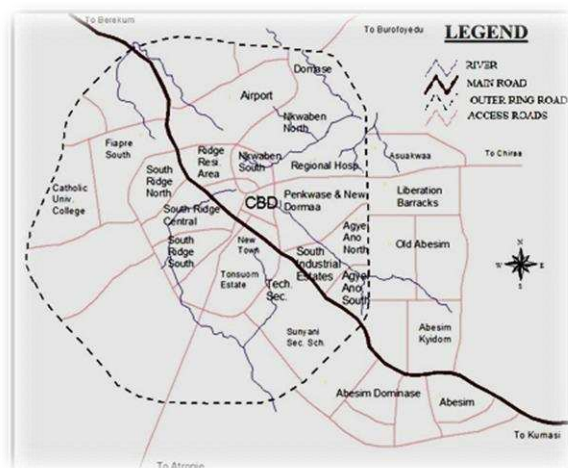 To Berekum
To Burofoyedu
LEGEND
RIVER
MAIN ROAD
OUTER RING ROAD
ACCESS ROADS
Domase
Airport
Nkwaben
North
Fiapre
South
Ridge
Resi.
Area
Nkwaben
South
Regional Hosp.
Asuakwaa
To Chiraa
South
Ridge
North
Catholic
Univ.
College
CBD
Penkwase & New
Dormaa
Liberation
Barracks
South Ridge
Central
Agye
Ano
North
Old Abesim
South
Ridge
South
New
Town
South
Industrial
Estates
Tonsuom
Estate
Tech.
Sec.
Agye
Ano
South
N
W
E
S
Sunyani
Sec. Sch.
Abesim
Kyidom
Abesim Dominase
Abesim
To Kumasi
To Atronie